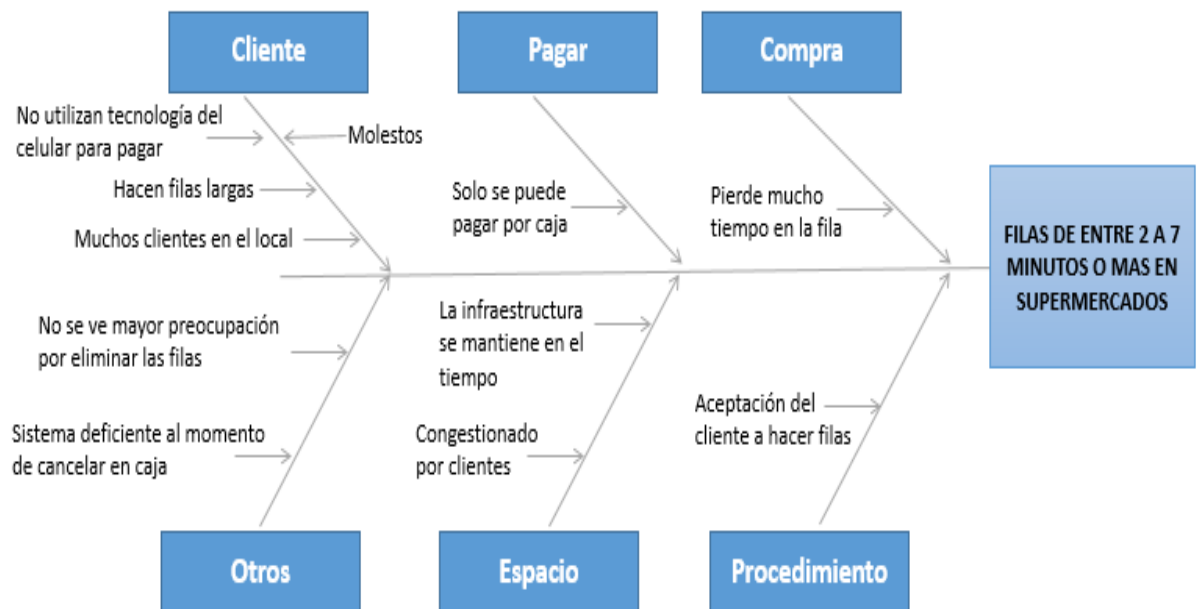 Cliente
Pagar
Compra
No utilizan tecnología del
celular para pagar
Molestos
Hacen filas largas
Muchos clientes en el local
Solo se puede
pagar por caja
Pierde mucho
tiempo en la fila
FILAS DE ENTRE 2 A 7
MINUTOS O MAS EN
SUPERMERCADOS
No se ve mayor preocupación
por eliminar las filas
Sistema deficiente al momento
de cancelar en caja
La infraestructura
se mantiene en el
tiempo
Congestionado
por clientes
Aceptación del
cliente a hacer filas
Otros
Espacio
Procedimiento